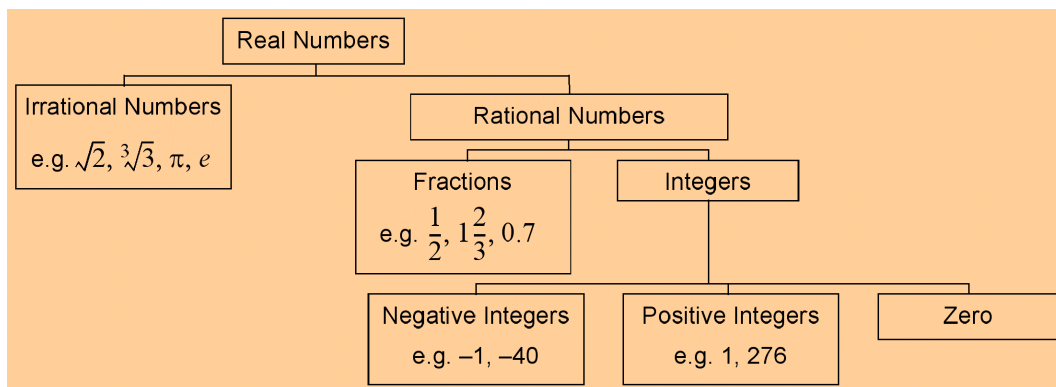 Real Numbers
Irrational Numbers
e.g. √2, ∛3, π, e
Rational Numbers
Fractions
e.g. 1/2, 1 2/3, 0.7
Integers
Negative Integers
e.g. –1, –40
Positive Integers
e.g. 1, 276
Zero